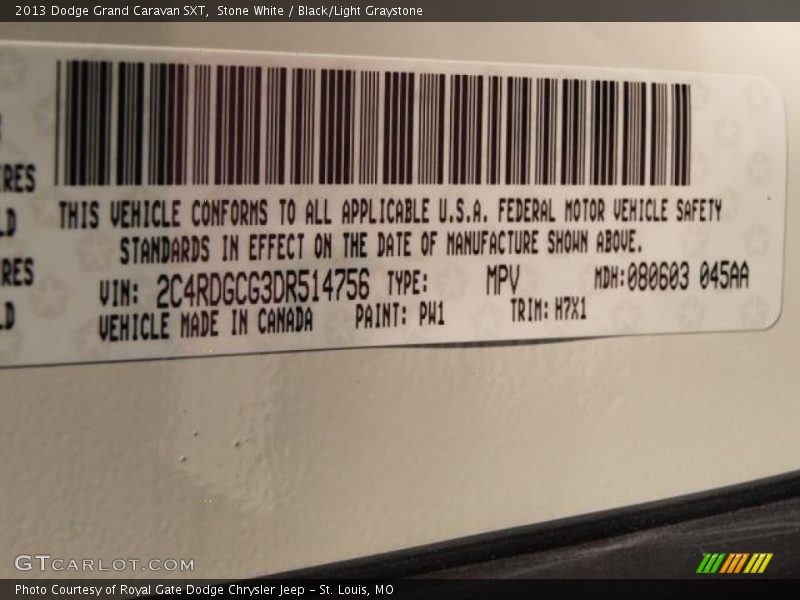 2013 Dodge Grand Caravan SXT, Stone White / Black/Light Graystone
RES
LD
RES
LD
THIS VEHICLE CONFORMS TO ALL APPLICABLE U.S.A. FEDERAL MOTOR VEHICLE SAFETY
STANDARDS IN EFFECT ON THE DATE OF MANUFACTURE SHOWN ABOVE.
VIN: 2C4RDGCG3DR514756 TYPE: MPV MDH:080603 045AA
VEHICLE MADE IN CANADA PAINT: PW1 TRIM: H7X1
GTCARLOT.COM
Photo Courtesy of Royal Gate Dodge Chrysler Jeep - St. Louis, MO